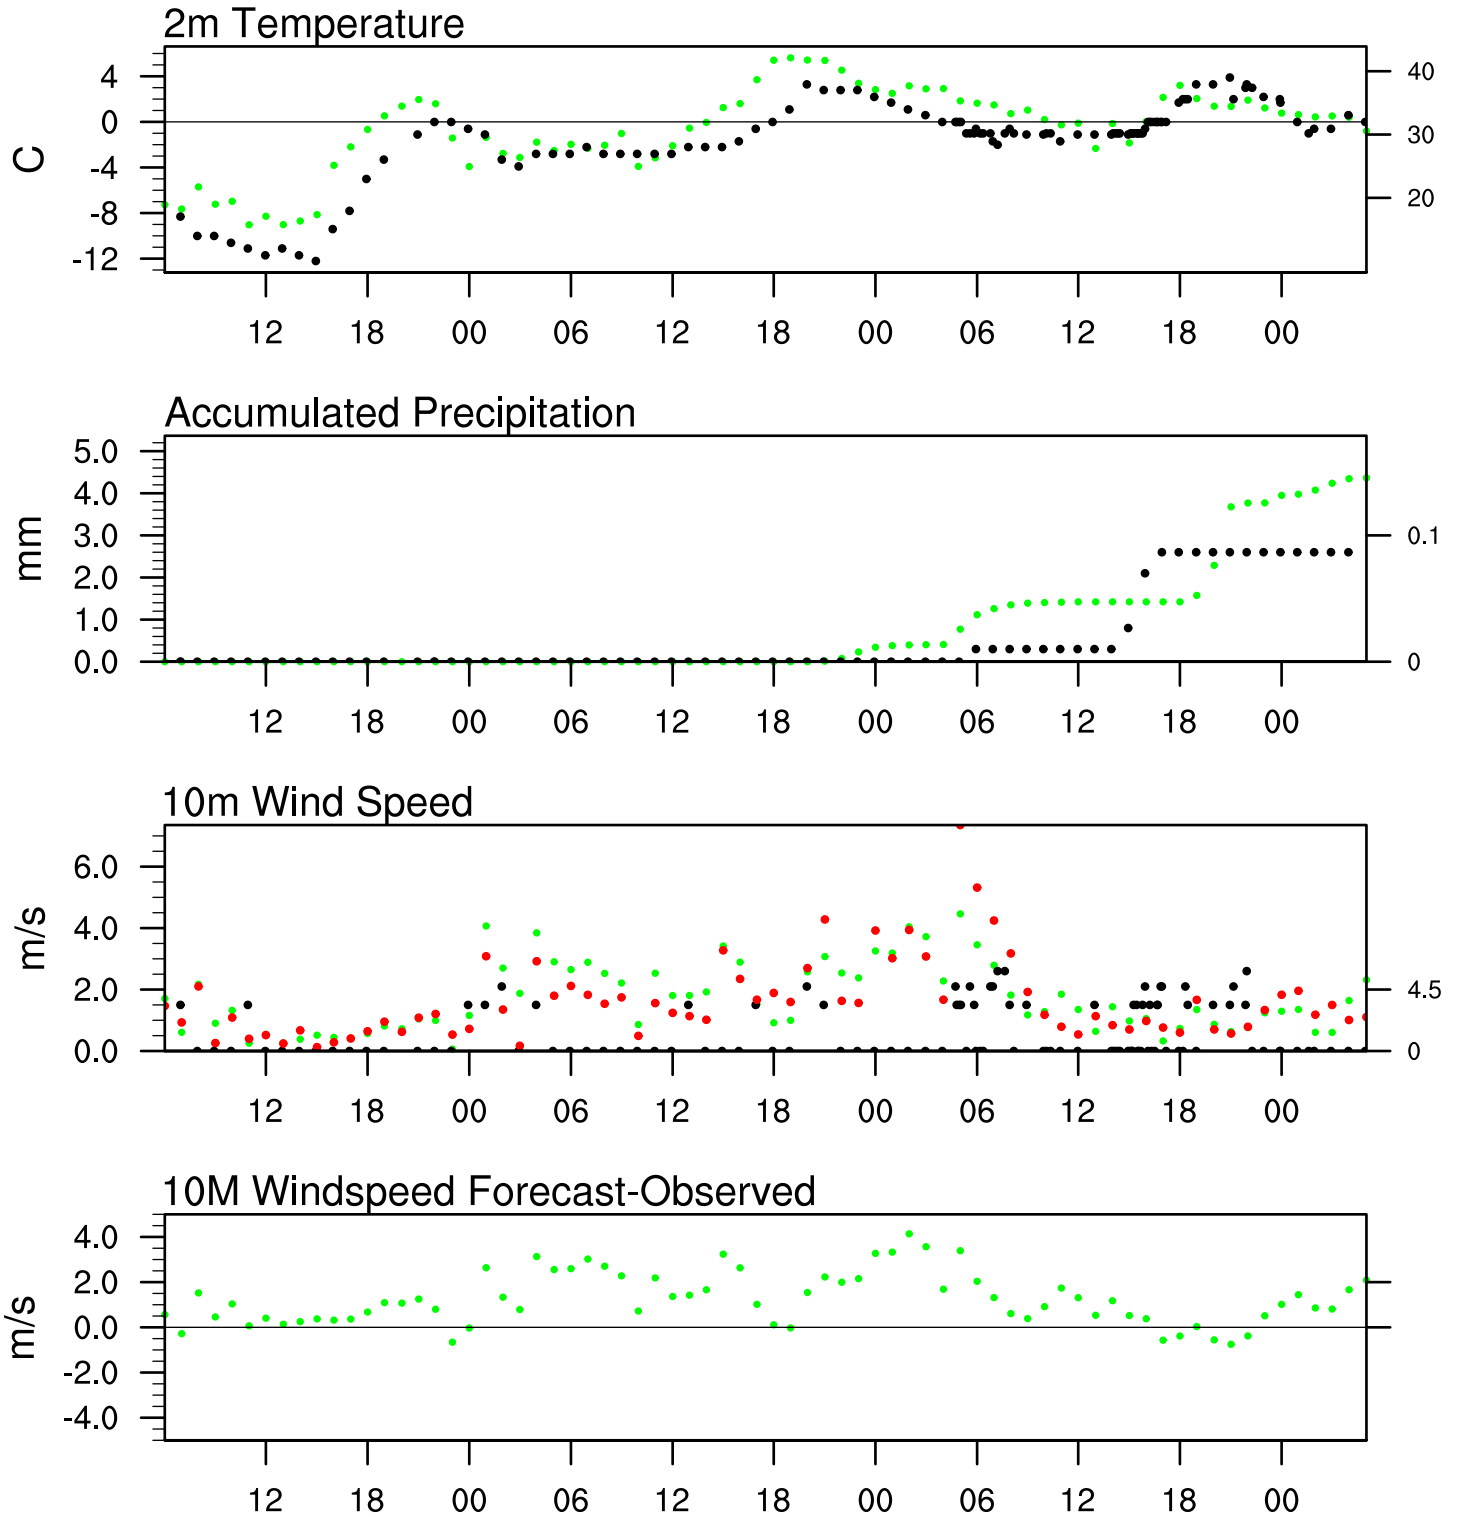 2m Temperature
4
0
-4
-8
-12
C
40
30
20
12 18 00 06 12 18 00 06 12 18 00
Accumulated Precipitation
5.0
4.0
3.0
2.0
1.0
0.0
mm
0.1
0
12 18 00 06 12 18 00 06 12 18 00
10m Wind Speed
6.0
4.0
2.0
0.0
m/s
4.5
0
12 18 00 06 12 18 00 06 12 18 00
10M Windspeed Forecast-Observed
4.0
2.0
0.0
-2.0
-4.0
m/s
12 18 00 06 12 18 00 06 12 18 00